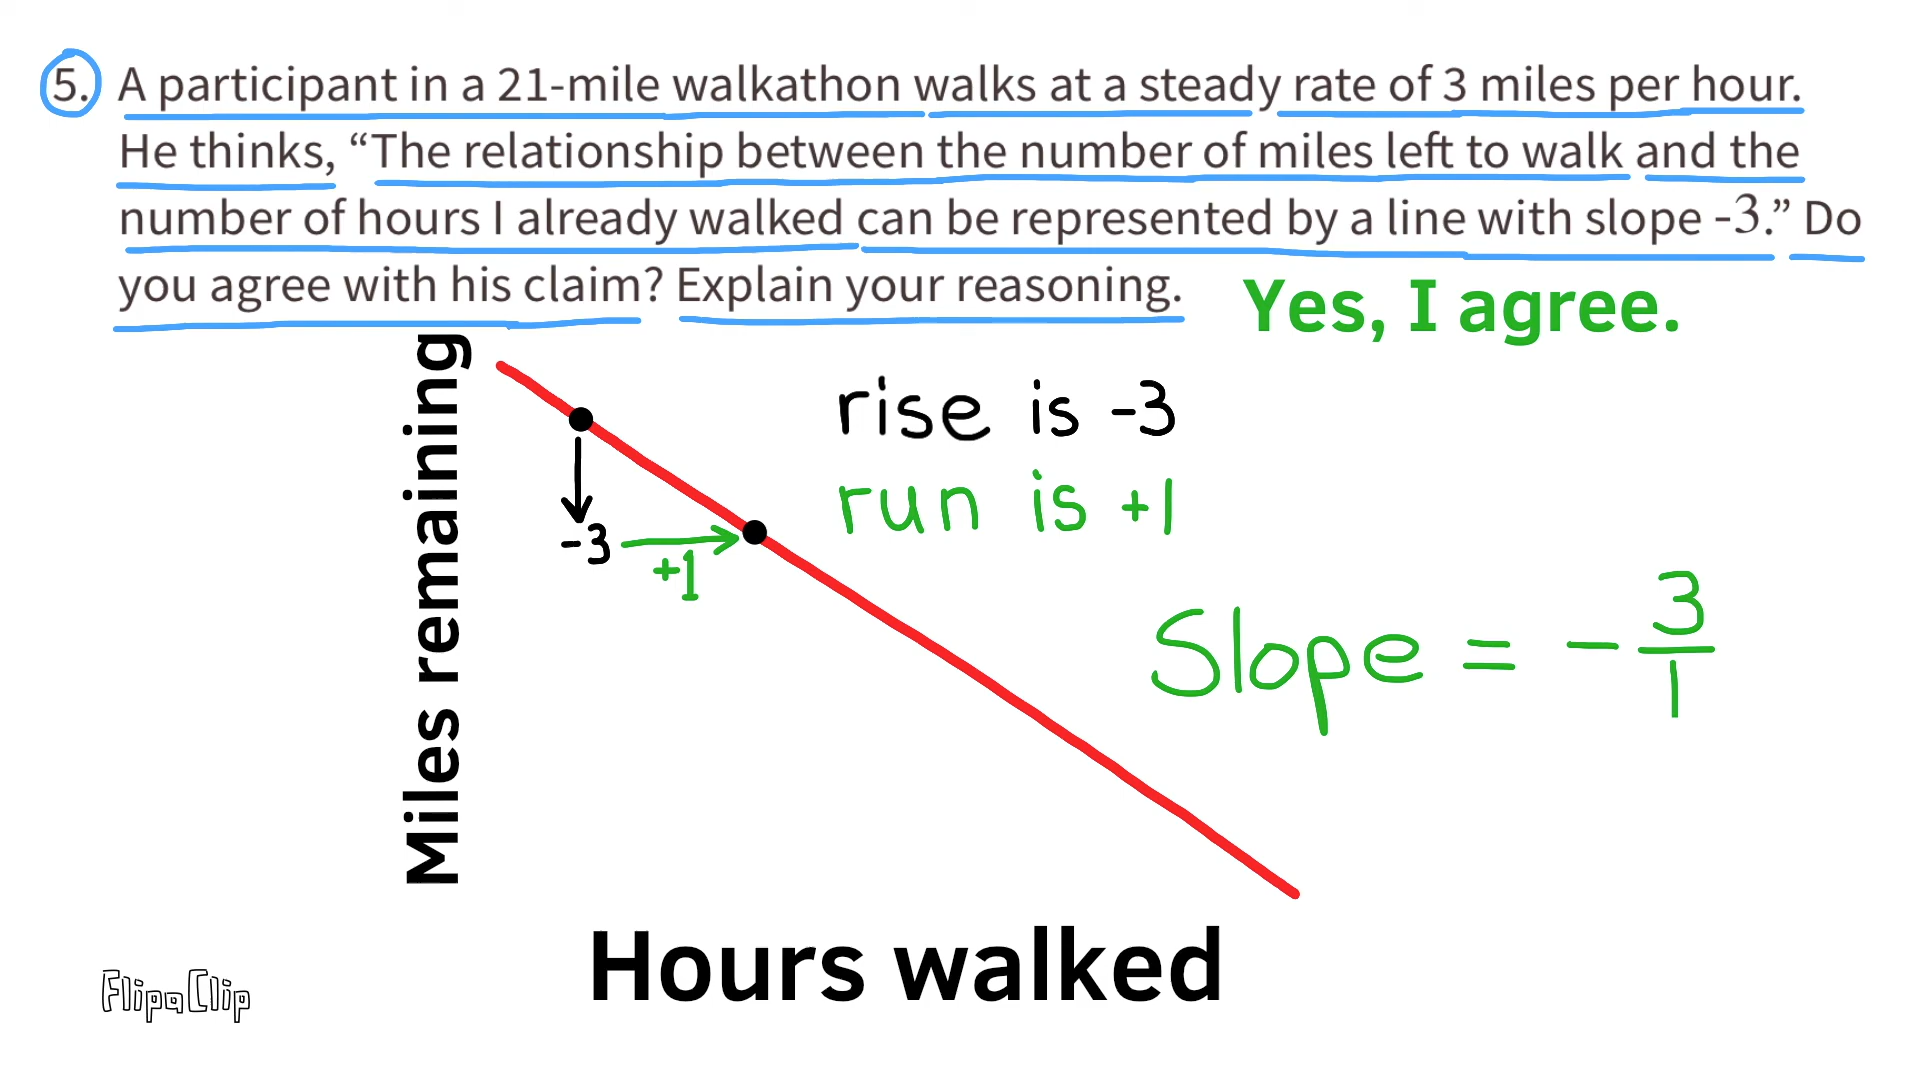 5. A participant in a 21-mile walkathon walks at a steady rate of 3 miles per hour.
He thinks, “The relationship between the number of miles left to walk and the
number of hours I already walked can be represented by a line with slope -3.” Do
you agree with his claim? Explain your reasoning.
Yes, I agree.
Miles remaining
rise is -3
run is +1
-3
+1
Slope = - 3/1
Hours walked
FlipaClip